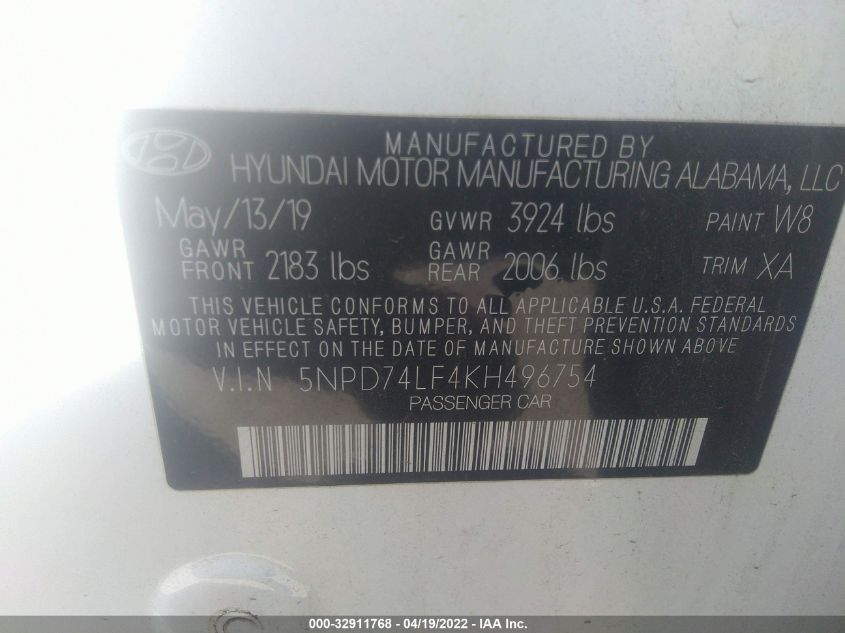 MANUFACTURED BY
HYUNDAI MOTOR MANUFACTURING ALABAMA, LLC
May/13/19 GVWR 3924 lbs PAINT W8
GAWR FRONT 2183 lbs GAWR REAR 2006 lbs TRIM XA
THIS VEHICLE CONFORMS TO ALL APPLICABLE U.S.A. FEDERAL
MOTOR VEHICLE SAFETY, BUMPER, AND THEFT PREVENTION STANDARDS
IN EFFECT ON THE DATE OF MANUFACTURE SHOWN ABOVE
V.I.N 5NPD74LF4KH496754
PASSENGER CAR
000-32911768 - 04/19/2022 - IAA Inc.